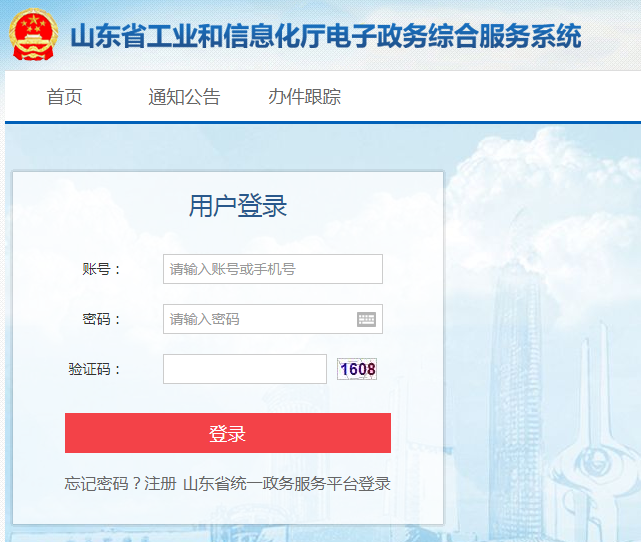 山东省工业和信息化厅电子政务综合服务系统
首页 通知公告 办件跟踪
用户登录
账号： 请输入账号或手机号
密码： 请输入密码
验证码： 1608
登录
忘记密码？注册 山东省统一政务服务平台登录